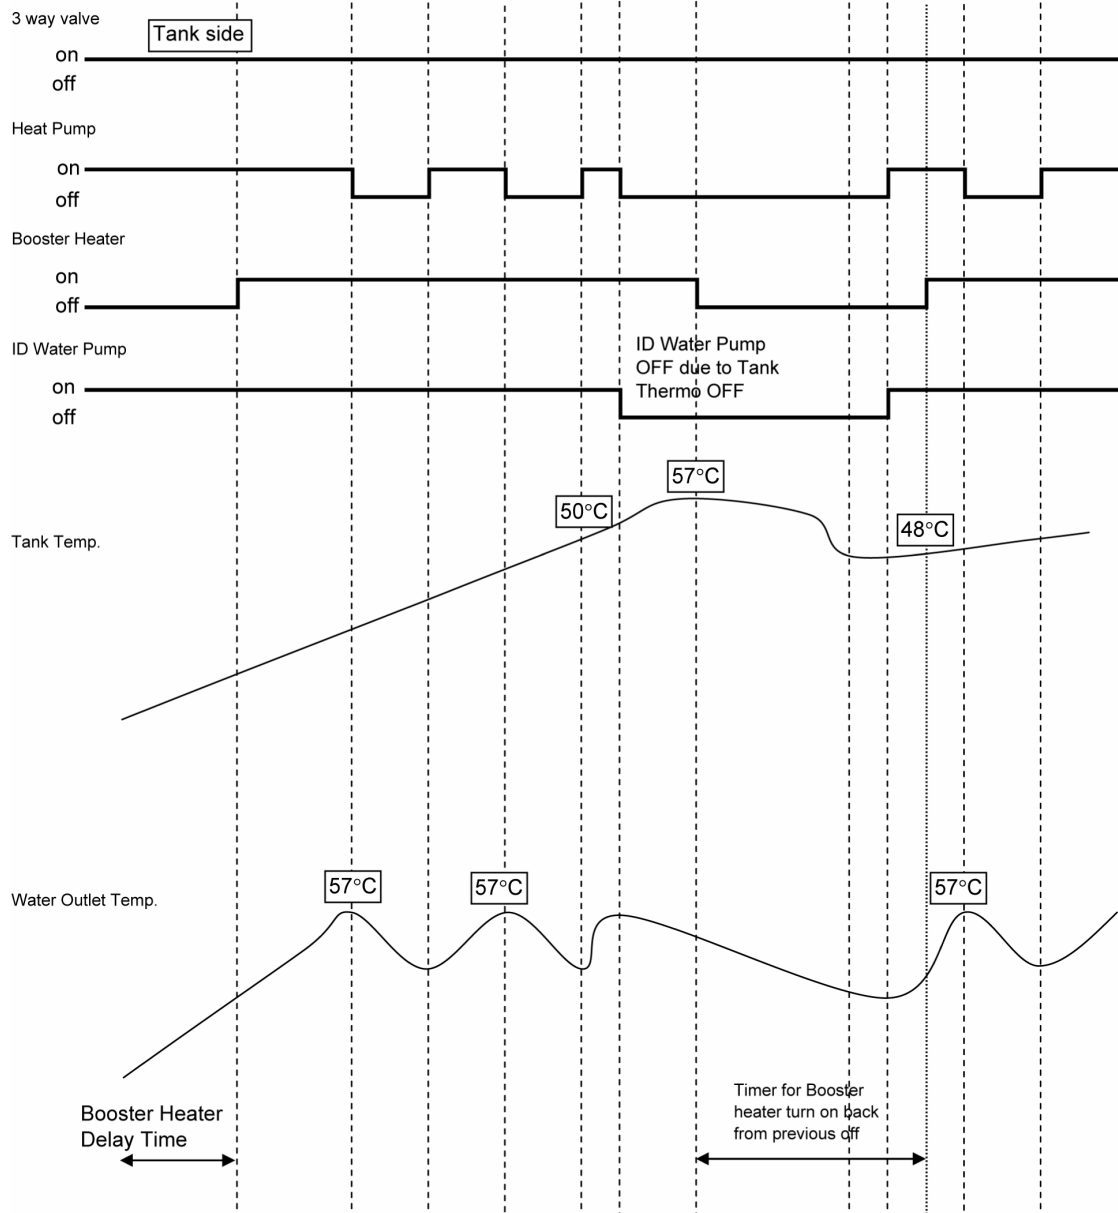 3 way valve
Tank side
on
off
Heat Pump
on
off
Booster Heater
on
off
ID Water Pump
on
off
ID Water Pump
OFF due to Tank
Thermo OFF
57°C
50°C
48°C
Tank Temp.
57°C
57°C
57°C
Water Outlet Temp.
Booster Heater
Delay Time
Timer for Booster
heater turn on back
from previous off